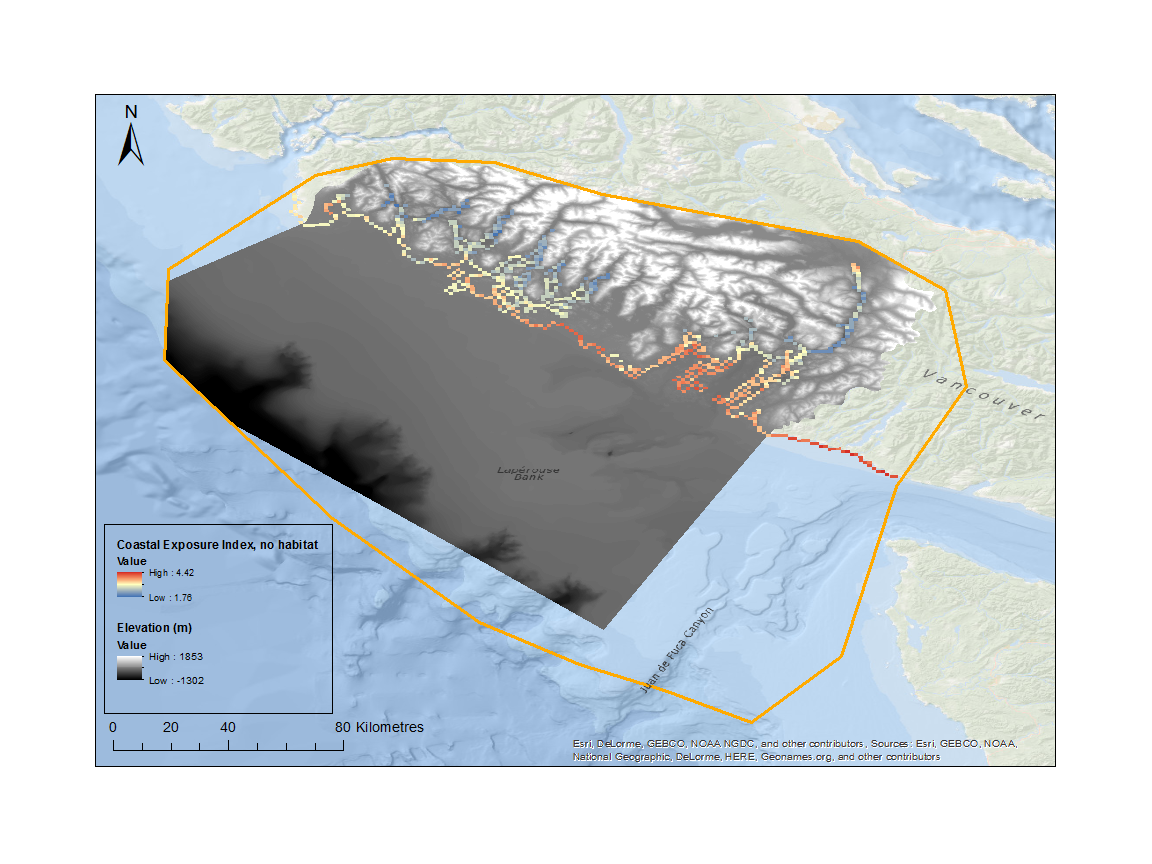 N
Vancouver
Lapérouse
Bank
Juan de Fuca Canyon
Coastal Exposure Index, no habitat
Value
High : 4.42
Low : 1.76
Elevation (m)
Value
High : 1853
Low : -1302
0 20 40 80 Kilometres
Esri, DeLorme, GEBCO, NOAA NGDC, and other contributors, Sources: Esri, GEBCO, NOAA,
National Geographic, DeLorme, HERE, Geonames.org, and other contributors